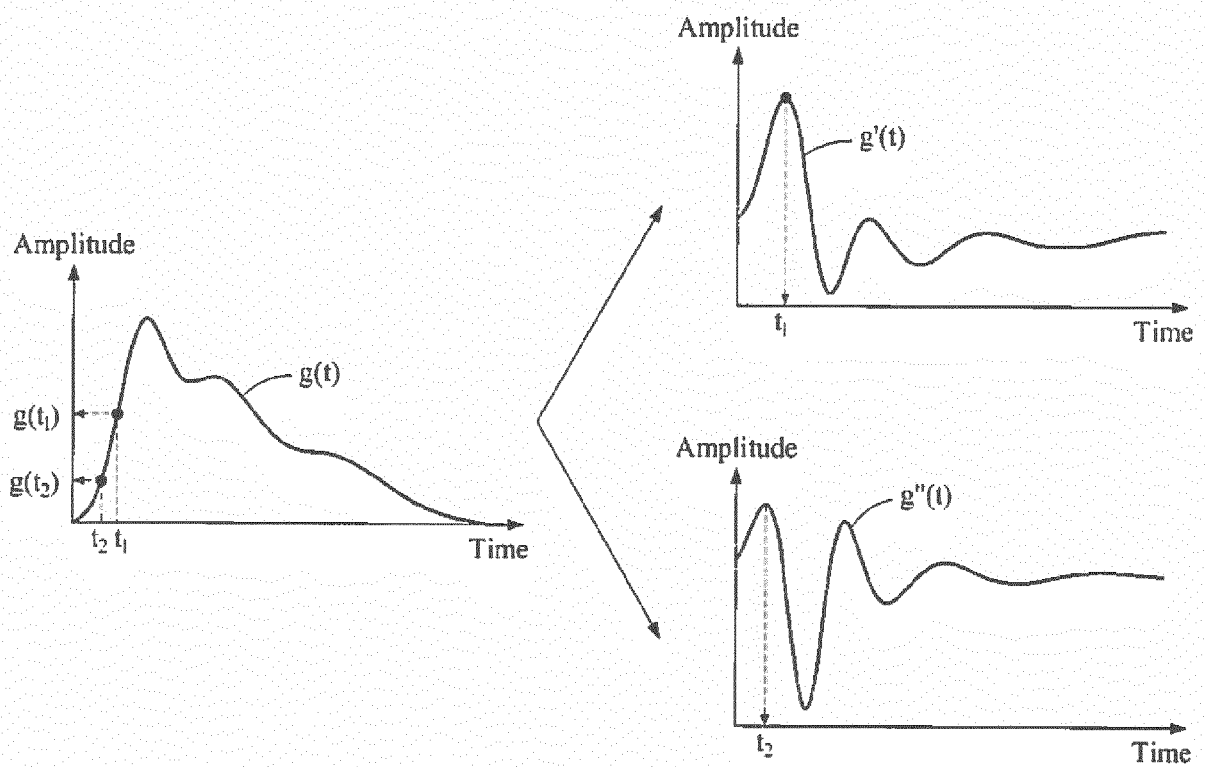 Amplitude
g(t)
g(t₁)
g(t₂)
t₂ t₁
Time
Amplitude
g'(t)
t₁
Time
Amplitude
g"(t)
t₂
Time